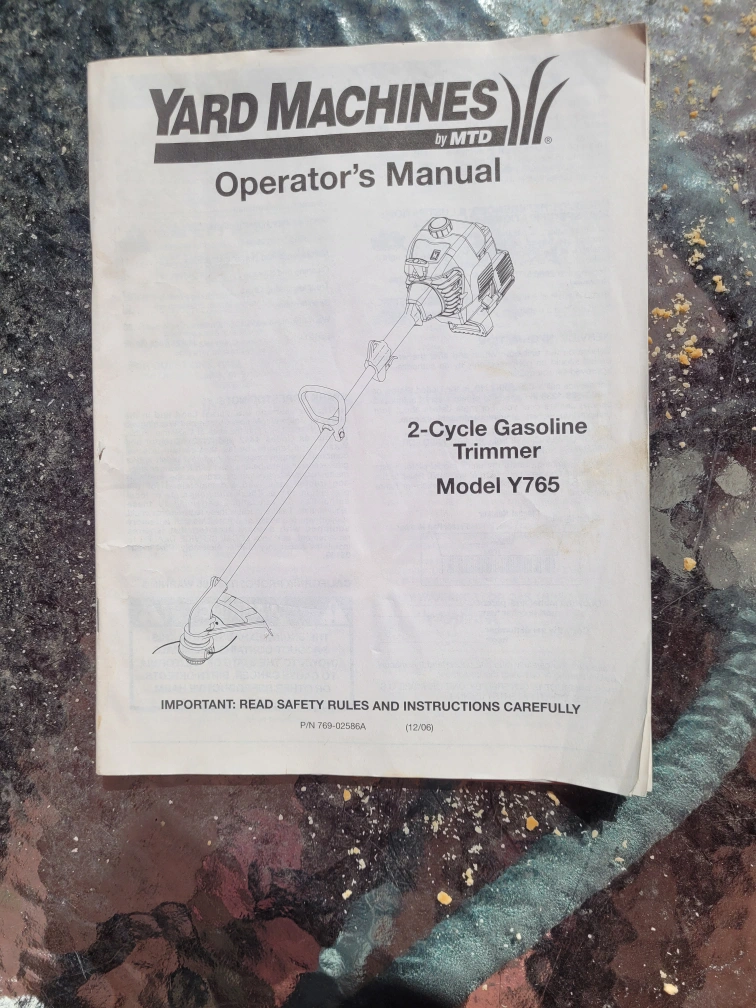 YARD MACHINES
by MTD
®
Operator's Manual
2-Cycle Gasoline
Trimmer
Model Y765
IMPORTANT: READ SAFETY RULES AND INSTRUCTIONS CAREFULLY
P/N 769-02586A (12/06)